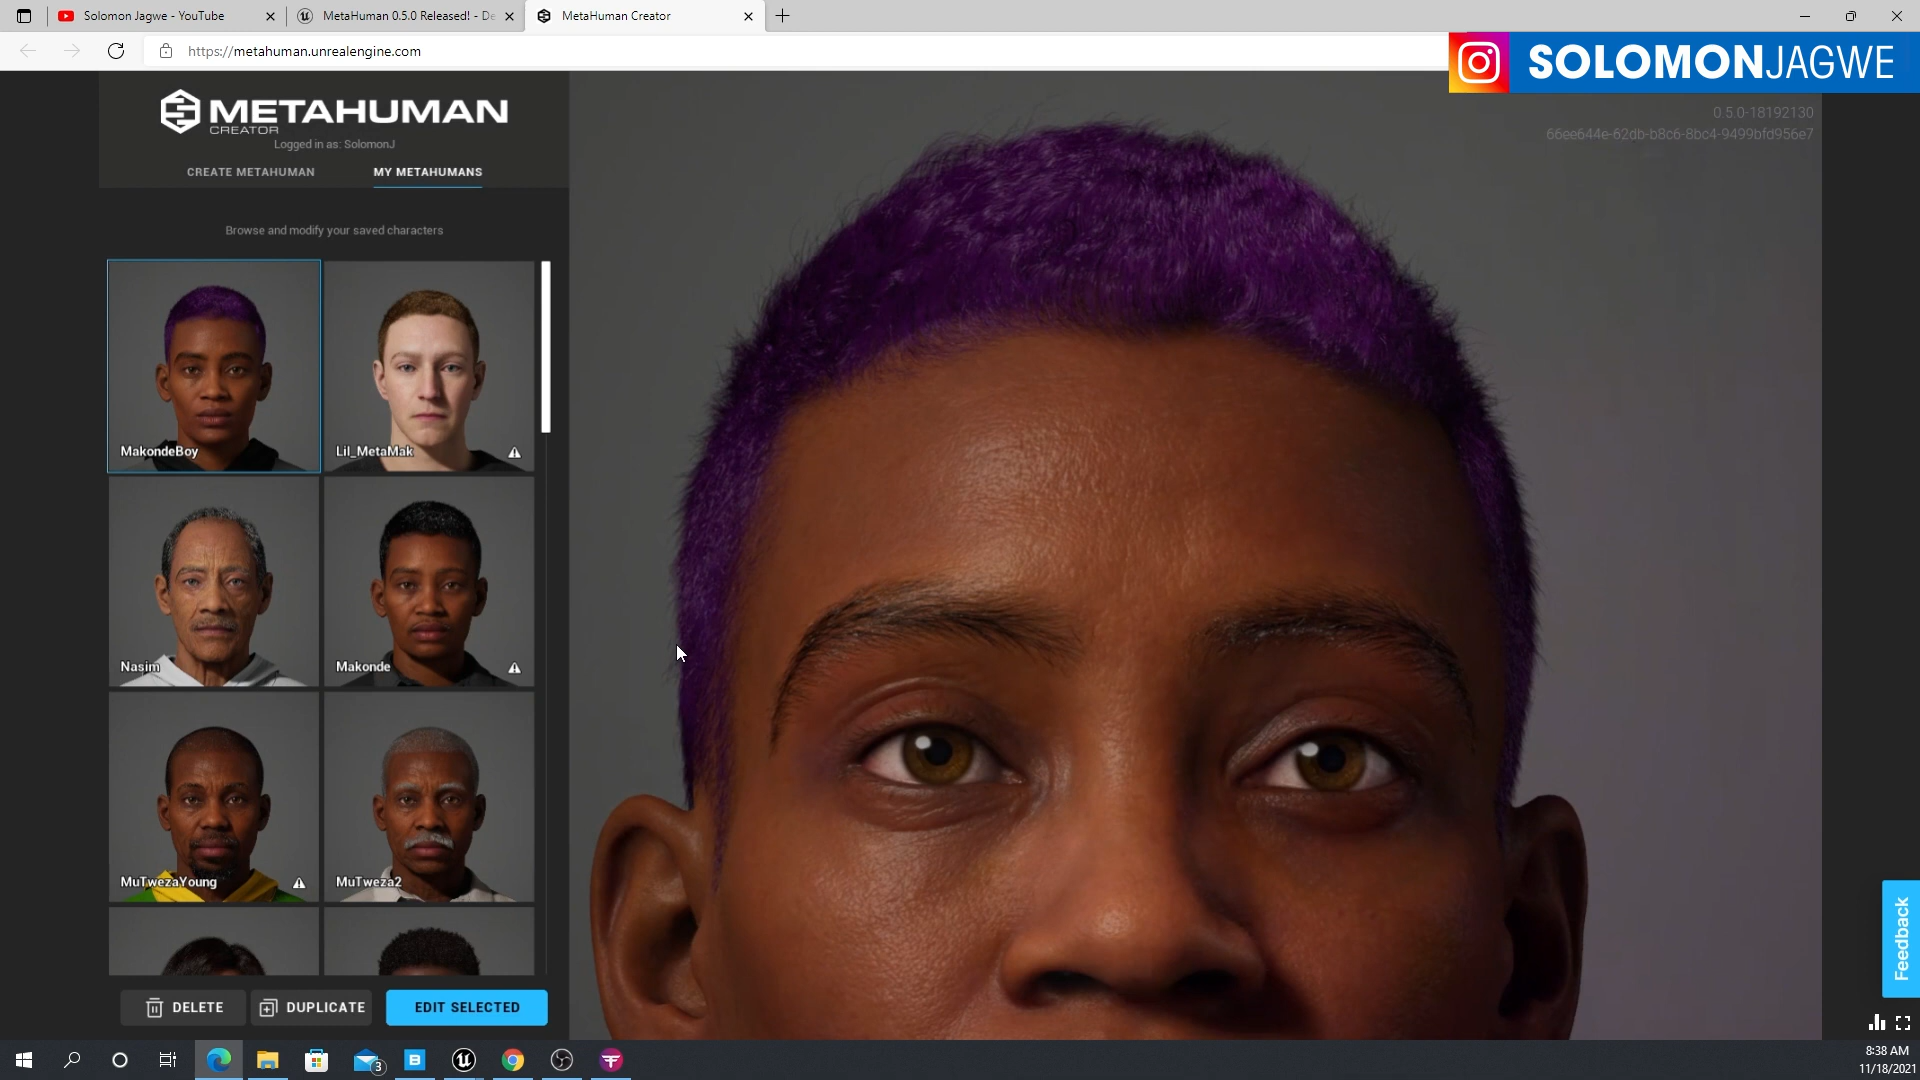 Solomon Jagwe - YouTube
MetaHuman 0.5.0 Released! - De
MetaHuman Creator
https://metahuman.unrealengine.com
SOLOMONJAGWE
METAHUMAN
CREATOR
Logged in as: SolomonJ
CREATE METAHUMAN
MY METAHUMANS
0.5.0-18192130
66ee644e-62db-b8c6-8bc4-9499bfd956e7
Browse and modify your saved characters
MakondeBoy
Lil_MetaMak
Nasim
Makonde
MuTwezaYoung
MuTweza2
DELETE
DUPLICATE
EDIT SELECTED
Feedback
3
8:38 AM
11/18/2021